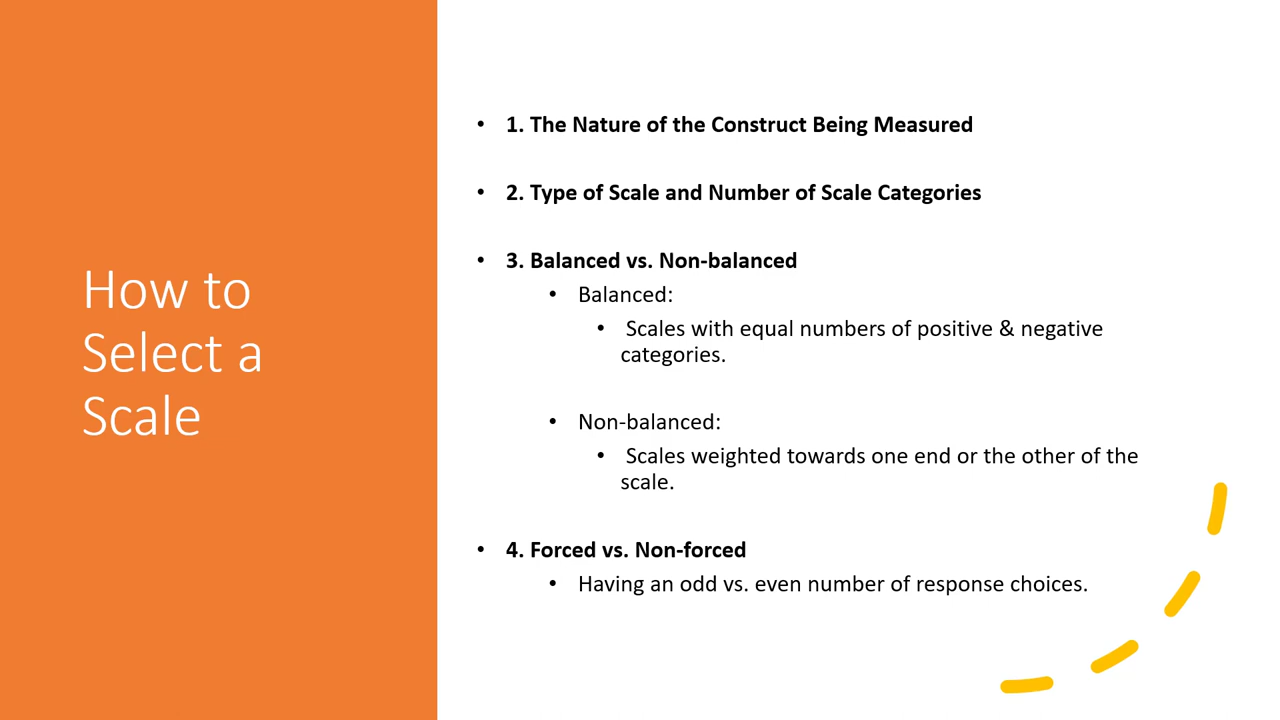 How to
Select a
Scale
• 1. The Nature of the Construct Being Measured
• 2. Type of Scale and Number of Scale Categories
• 3. Balanced vs. Non-balanced
• Balanced:
• Scales with equal numbers of positive & negative
categories.
• Non-balanced:
• Scales weighted towards one end or the other of the
scale.
• 4. Forced vs. Non-forced
• Having an odd vs. even number of response choices.